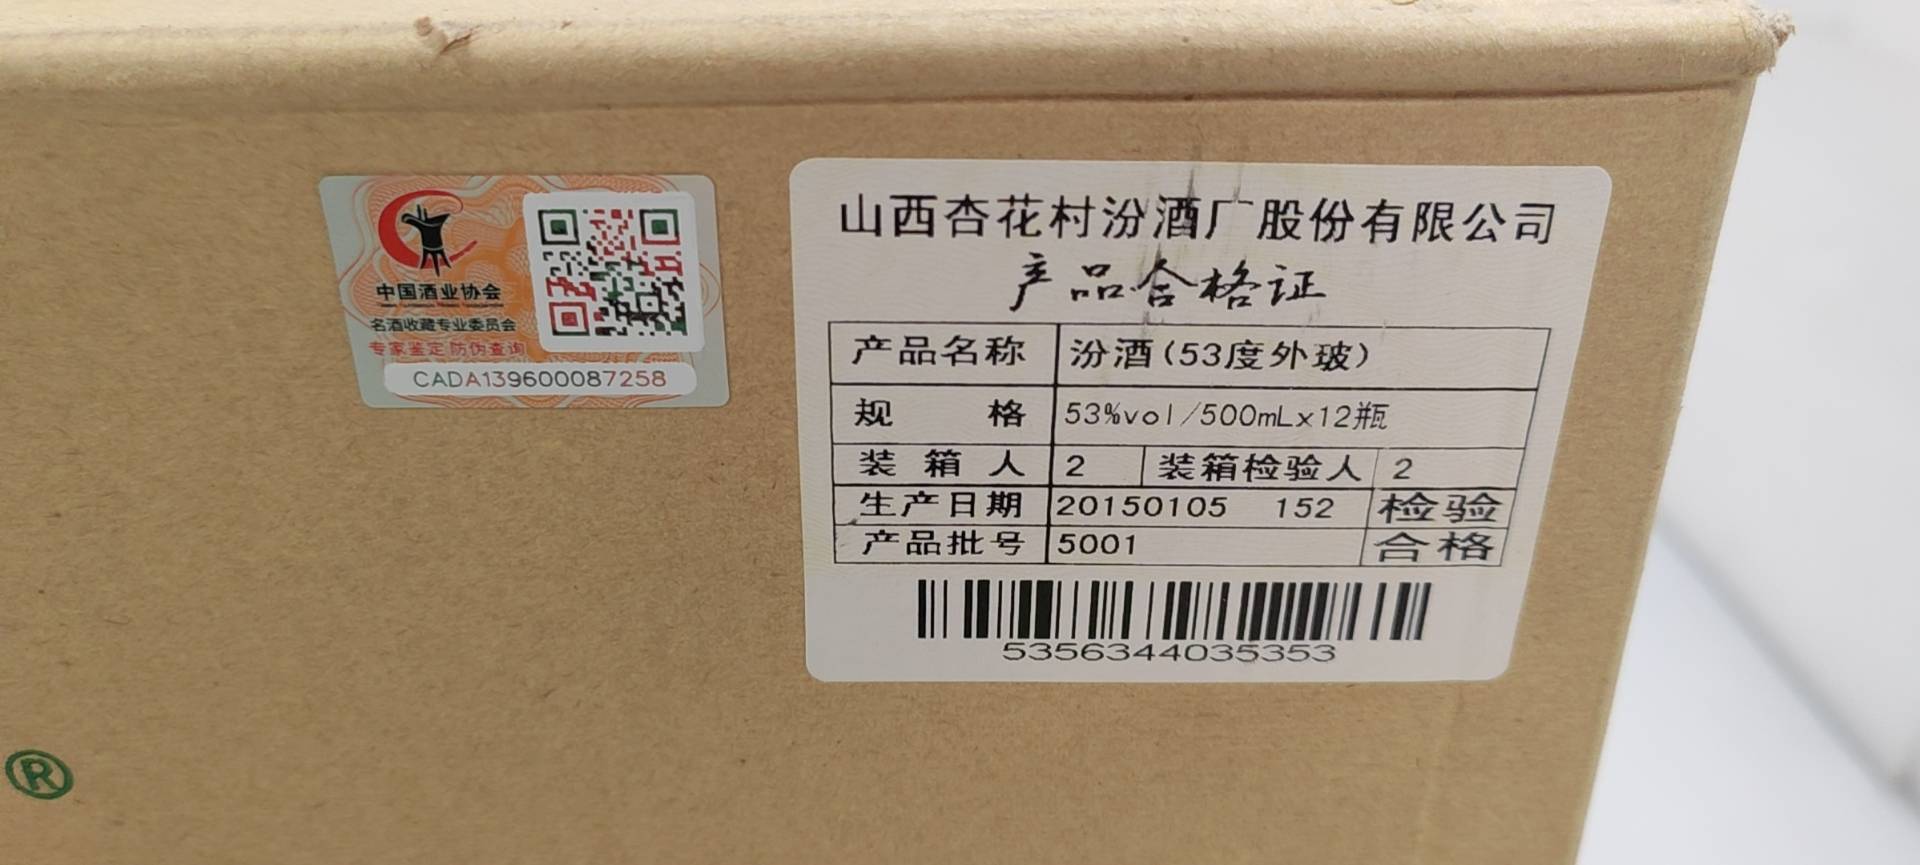 中国酒业协会
名酒收藏专业委员会
专家鉴定 防伪查询
CADA139600087258
山西杏花村汾酒厂股份有限公司
产品合格证
产品名称 汾酒(53度外玻)
规 格 53%vol/500mL×12瓶
装 箱 人 2 装箱检验人 2
生产日期 20150105 152 检验
产品批号 5001 合格
5356344035353
®